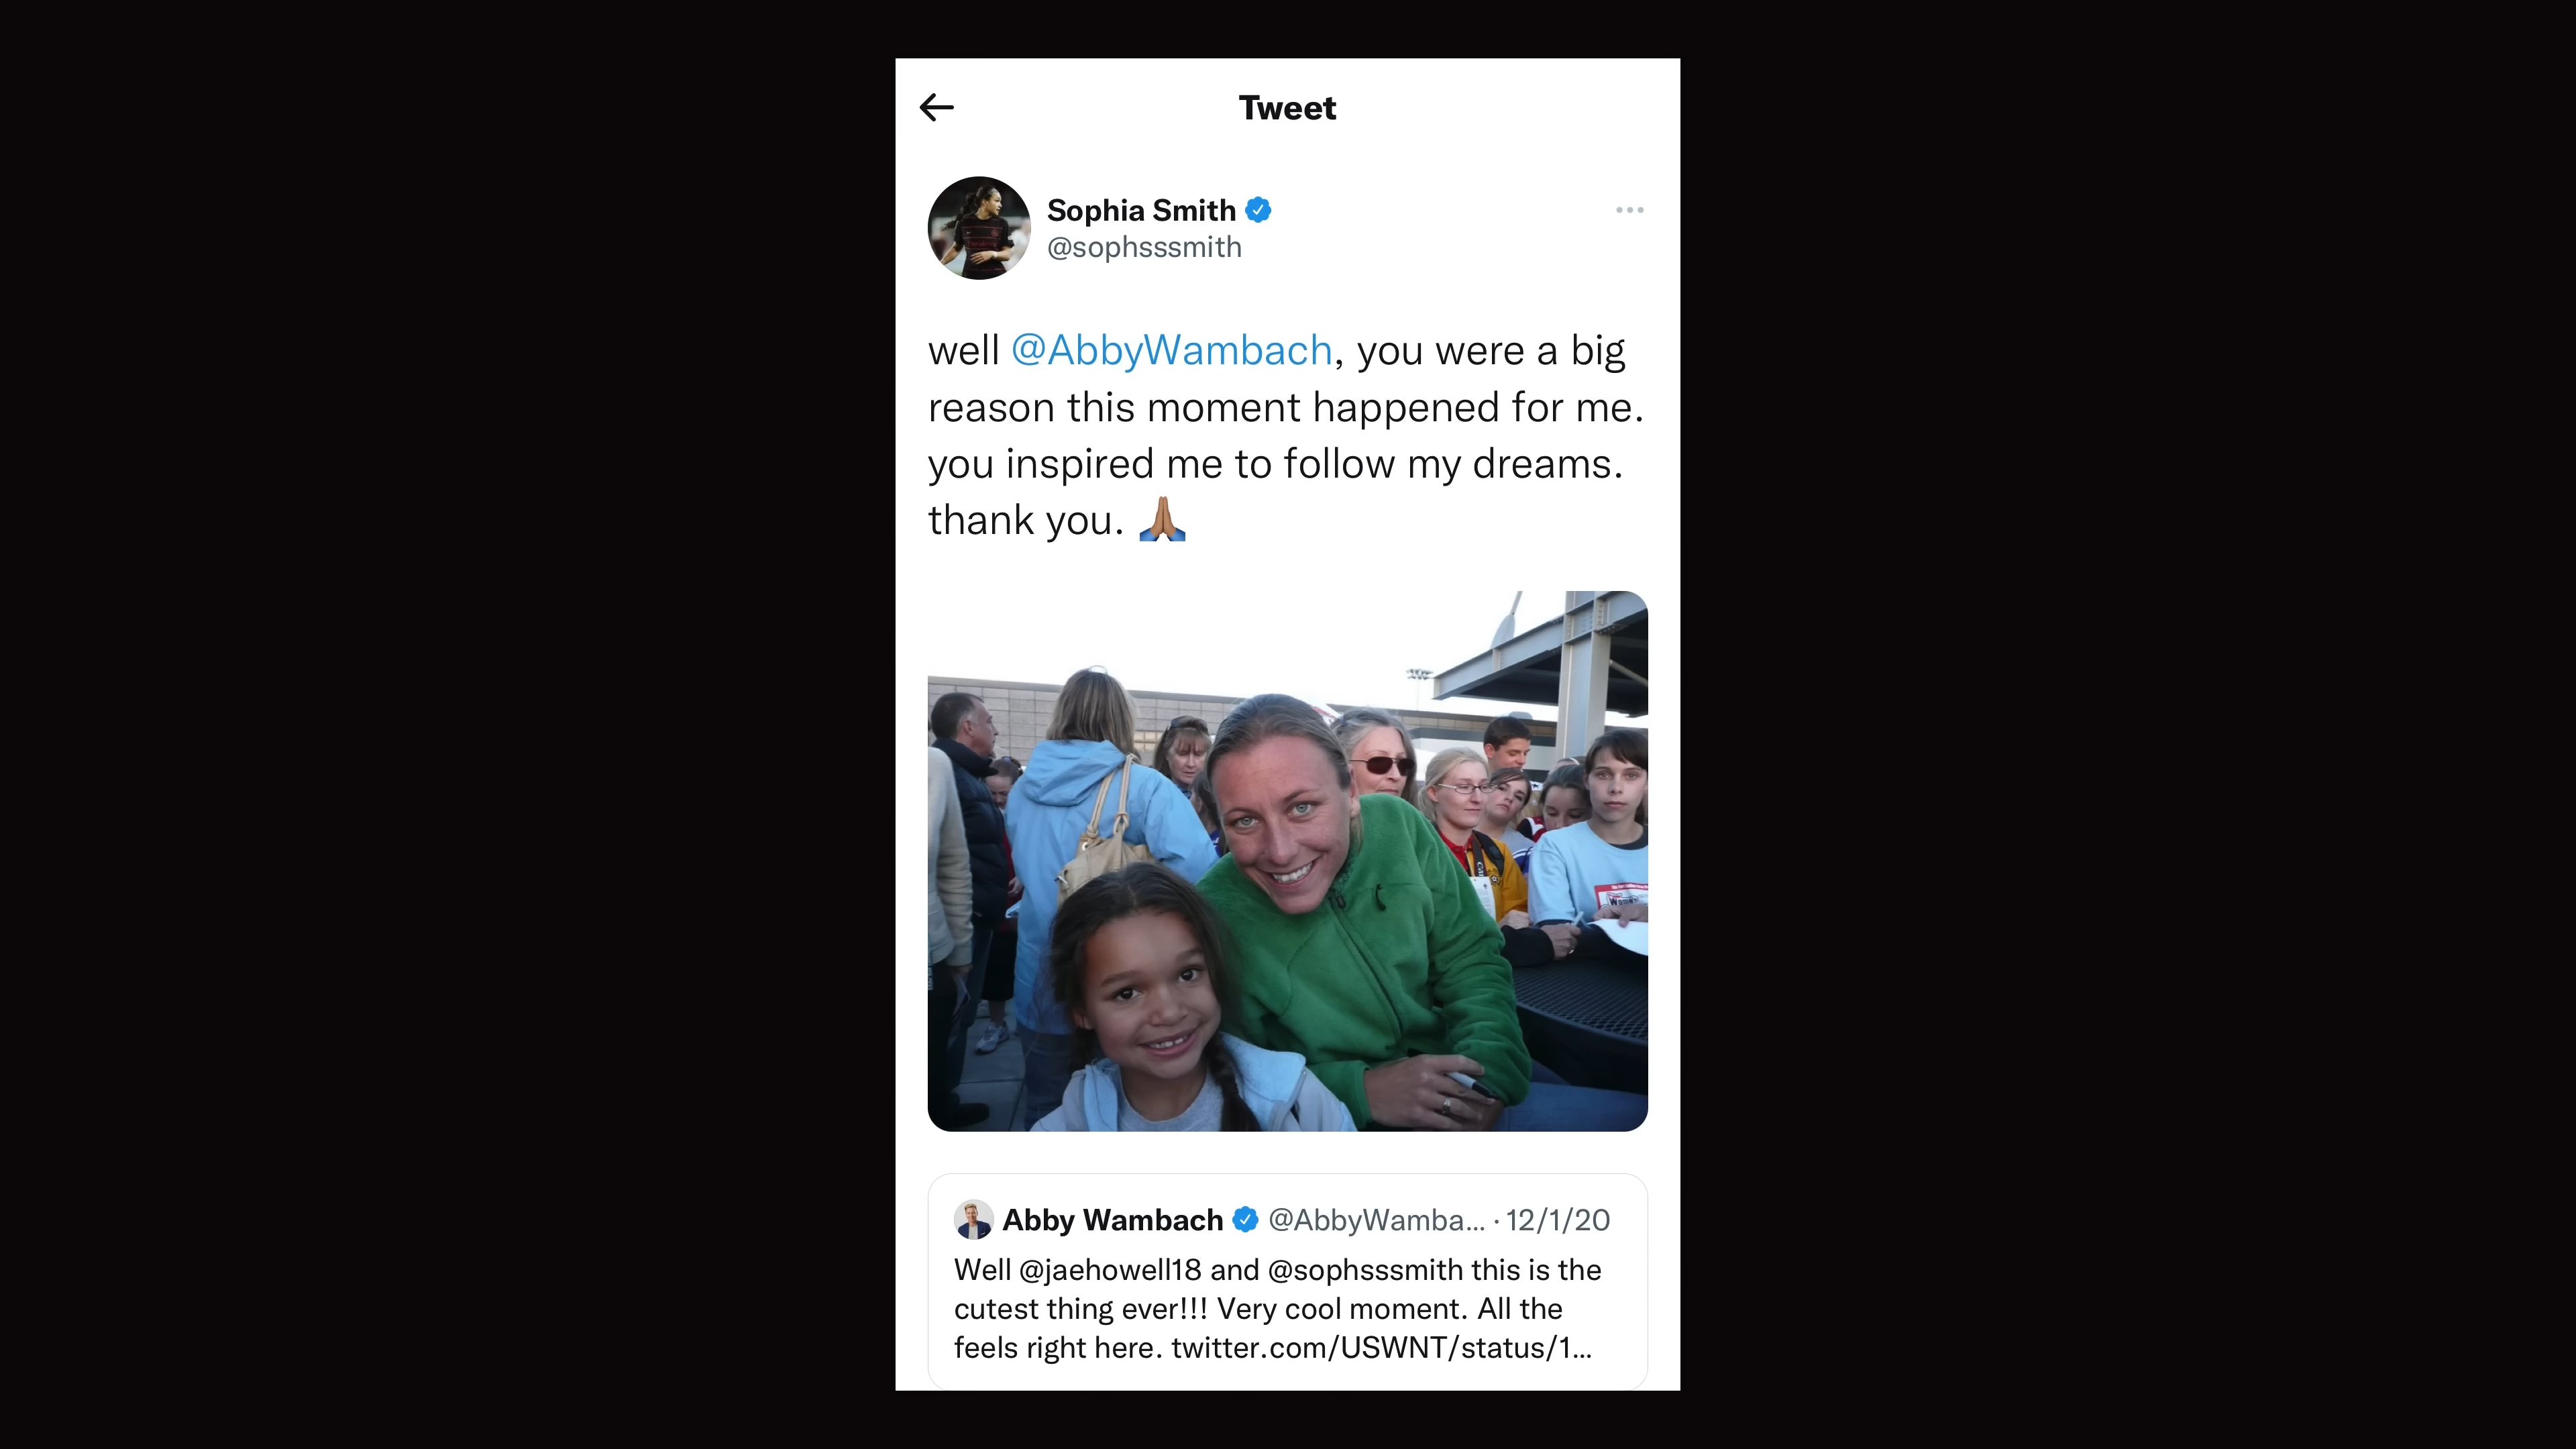 Tweet
Sophia Smith
@sophsssmith
well @AbbyWambach, you were a big
reason this moment happened for me.
you inspired me to follow my dreams.
thank you. 🙏🏽
Abby Wambach @AbbyWamba... · 12/1/20
Well @jaehowell18 and @sophsssmith this is the
cutest thing ever!!! Very cool moment. All the
feels right here. twitter.com/USWNT/status/1...